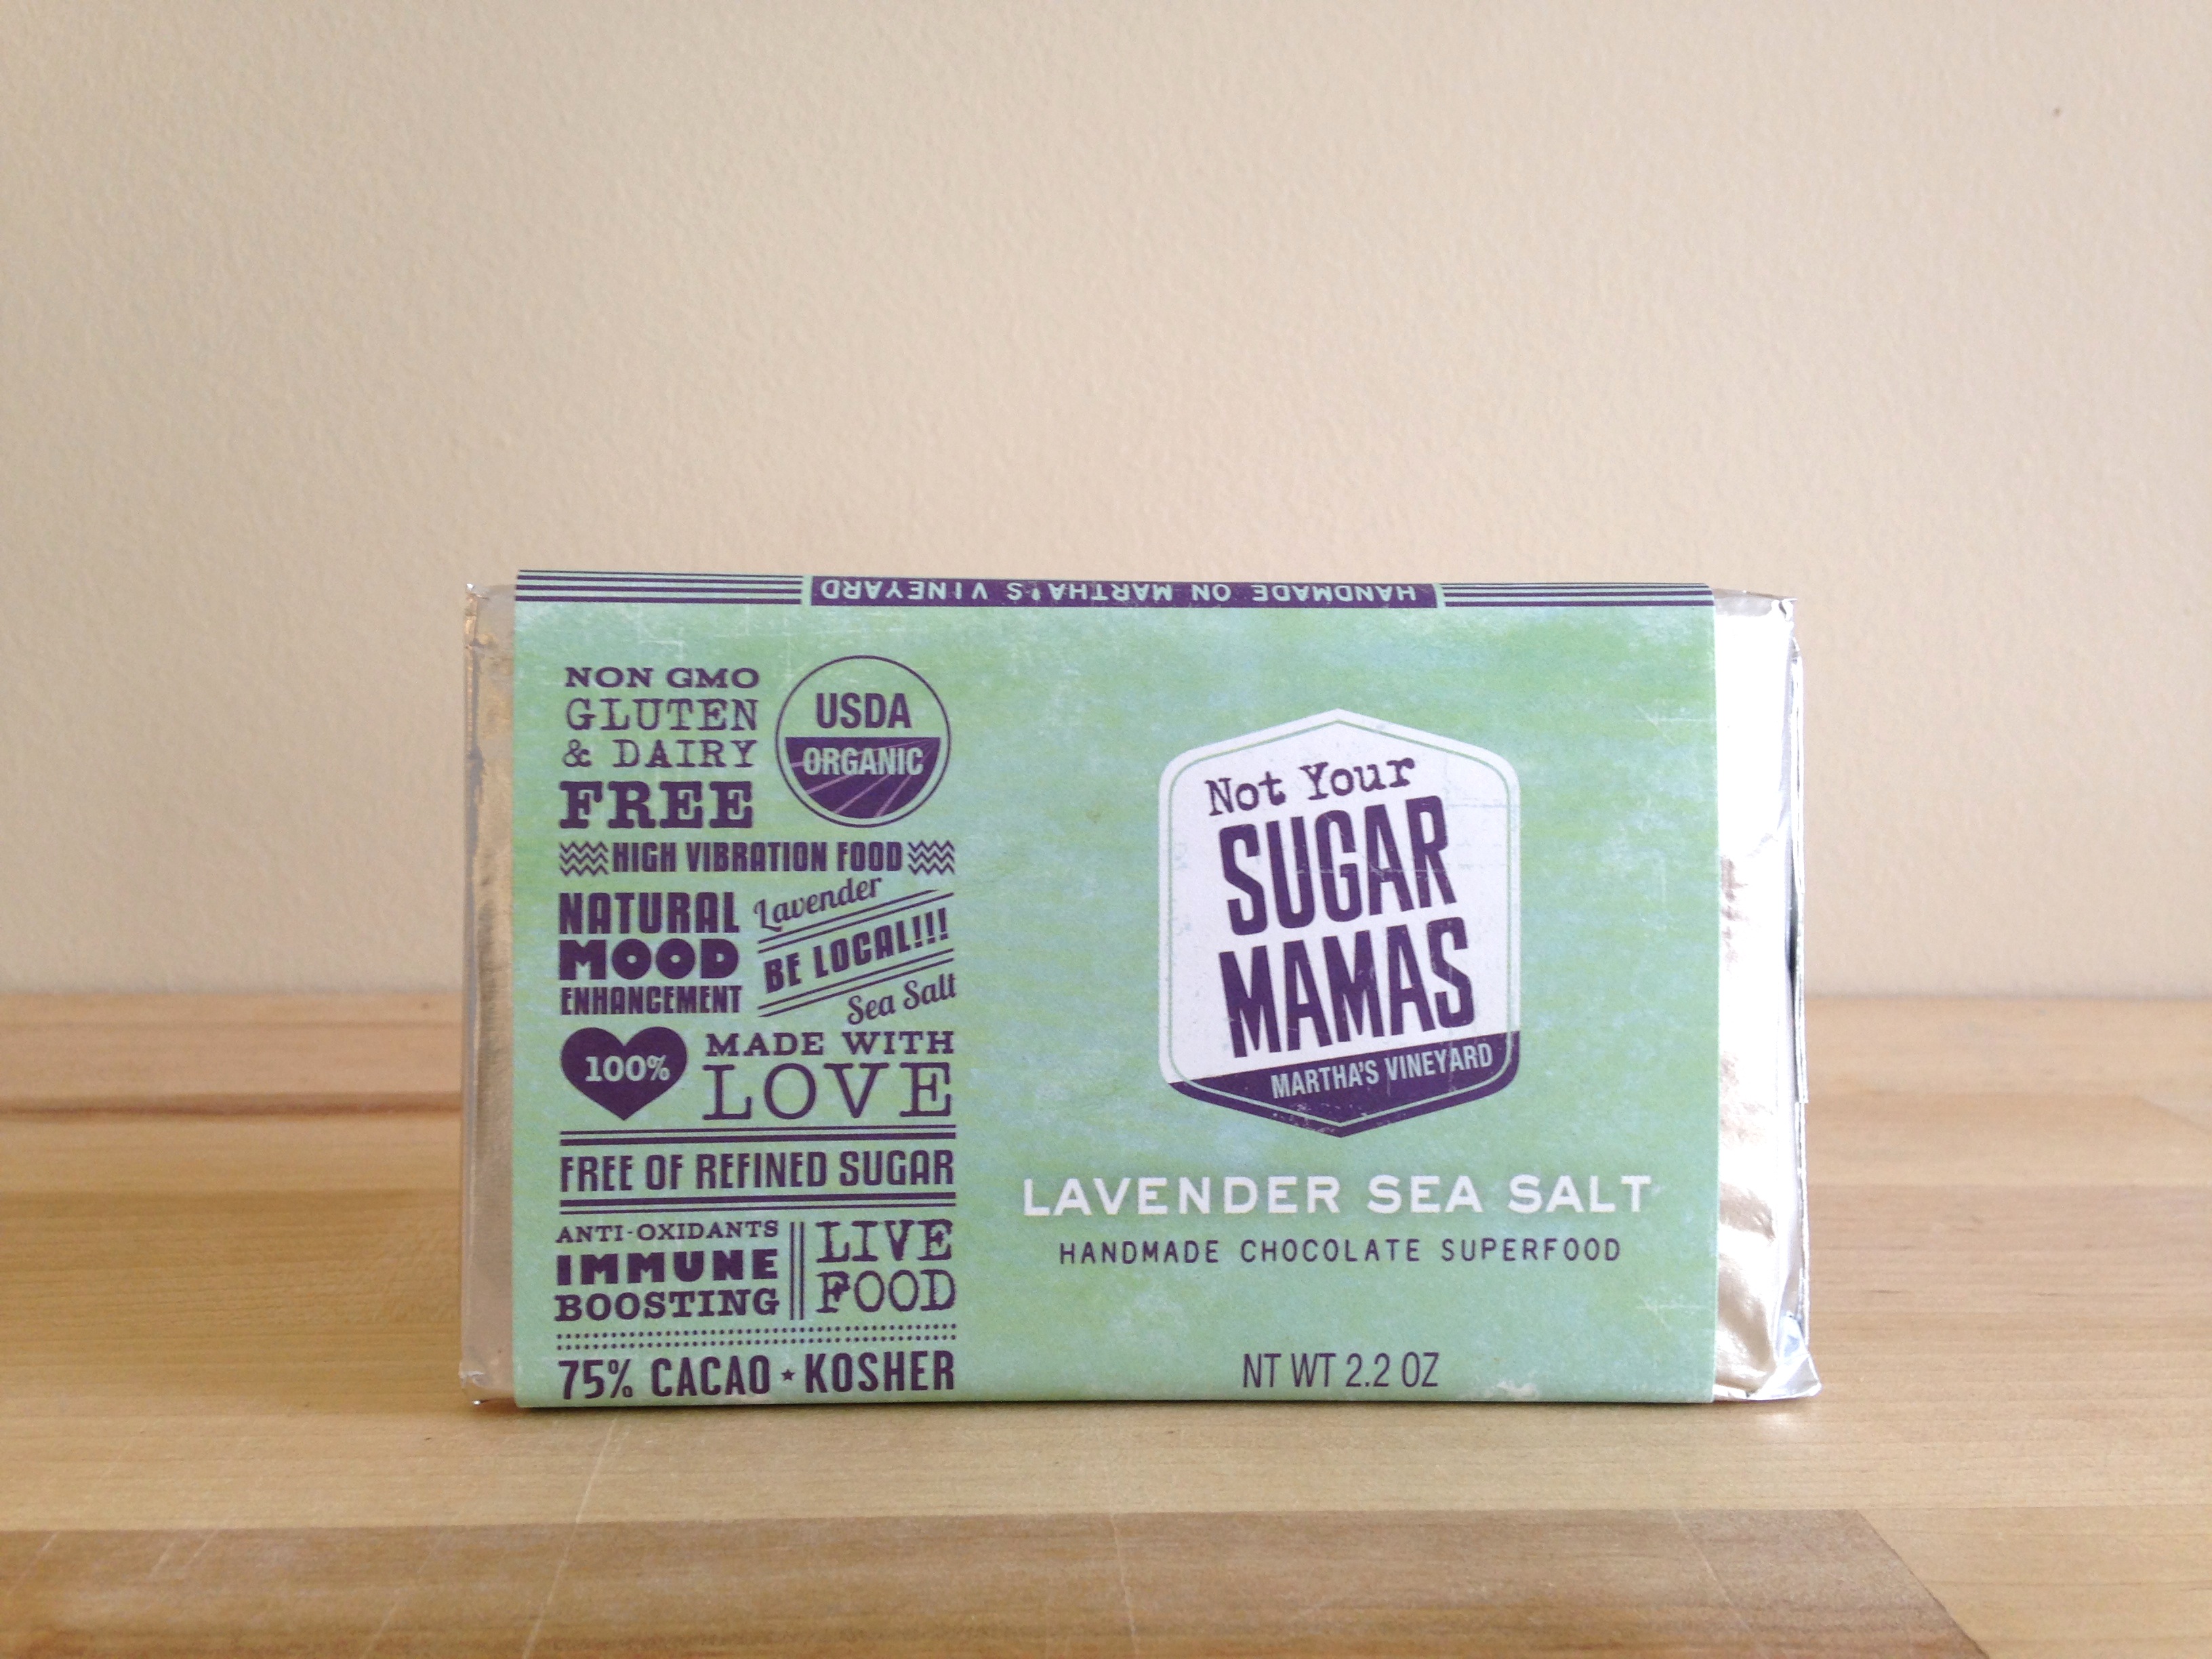 HANDMADE ON MARTHA'S VINEYARD
NON GMO
GLUTEN
& DAIRY
FREE
USDA
ORGANIC
HIGH VIBRATION FOOD
NATURAL
MOOD
ENHANCEMENT
Lavender
BE LOCAL!!!
Sea Salt
100%
MADE WITH
LOVE
FREE OF REFINED SUGAR
ANTI-OXIDANTS
IMMUNE
BOOSTING
LIVE
FOOD
75% CACAO ★ KOSHER
Not Your
SUGAR
MAMAS
MARTHA'S VINEYARD
LAVENDER SEA SALT
HANDMADE CHOCOLATE SUPERFOOD
NT WT 2.2 OZ